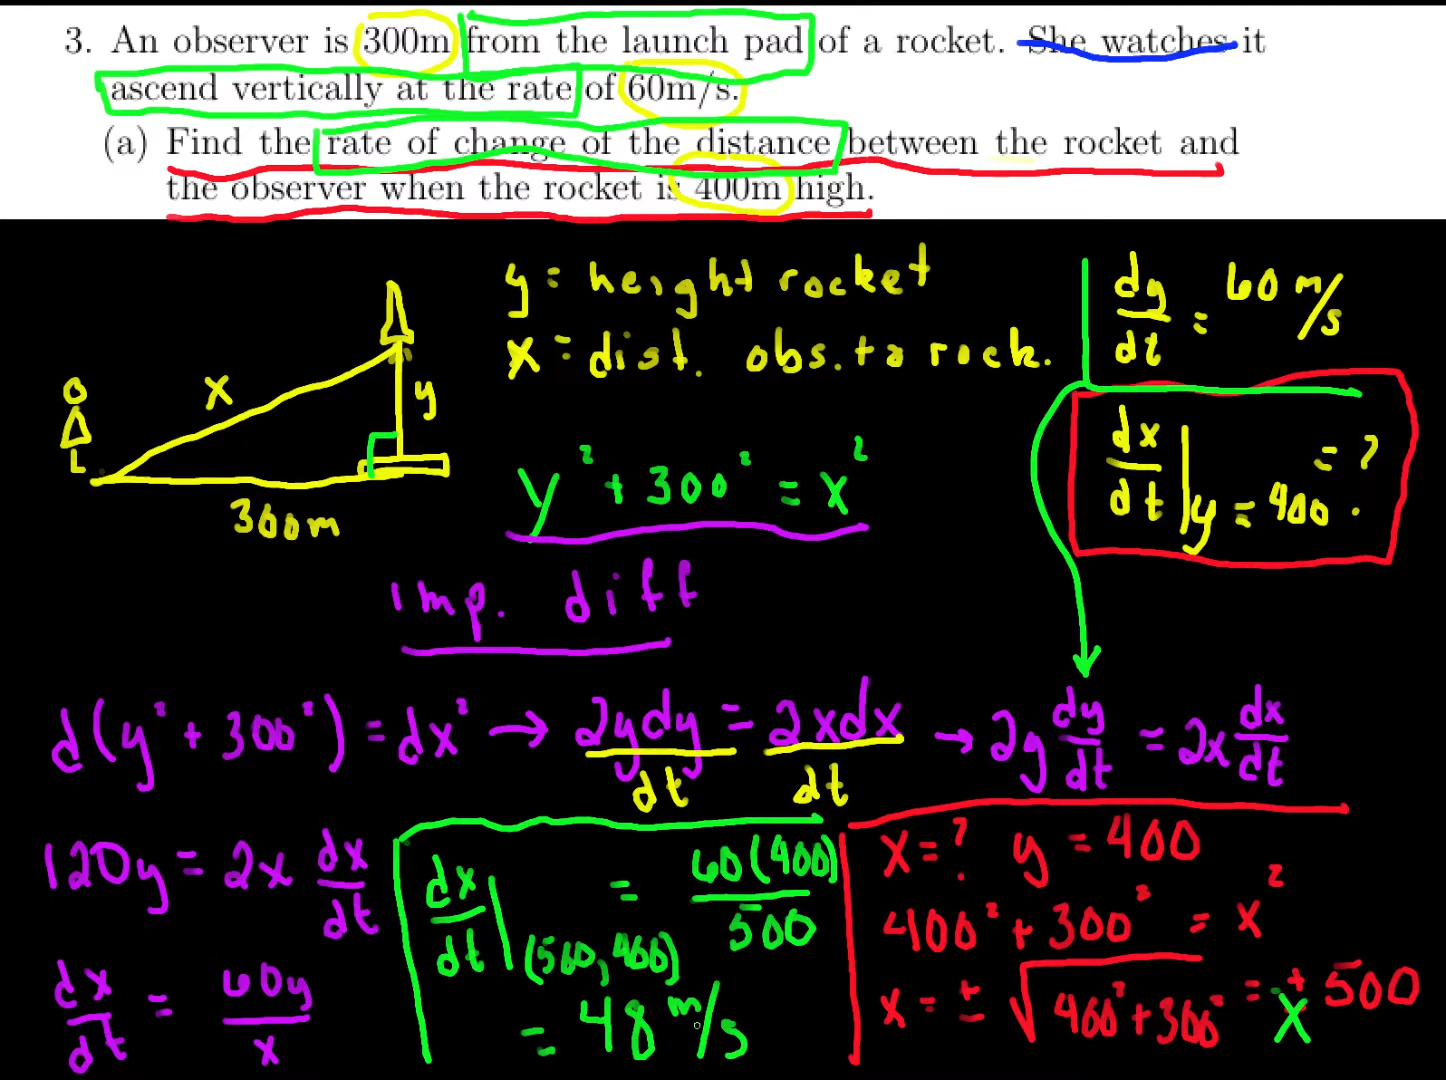 3. An observer is 300m from the launch pad of a rocket. She watches it
ascend vertically at the rate of 60m/s.
(a) Find the rate of change of the distance between the rocket and
the observer when the rocket is 400m high.
y = height rocket
x = dist. obs. to rock.
dy/dt = 60 m/s
dx/dt | y = 400 = ?
x
y
300m
y² + 300² = x²
Imp. diff
d(y² + 300²) = dx² → 2ydy/dt = 2xdx/dt → 2y dy/dt = 2x dx/dt
120y = 2x dx/dt
dx/dt = 60y/x
dx/dt | (500, 400) = 60(400)/500
= 48 m/s
x = ? y = 400
400² + 300² = x²
x = ± √400² + 300² = ± 500